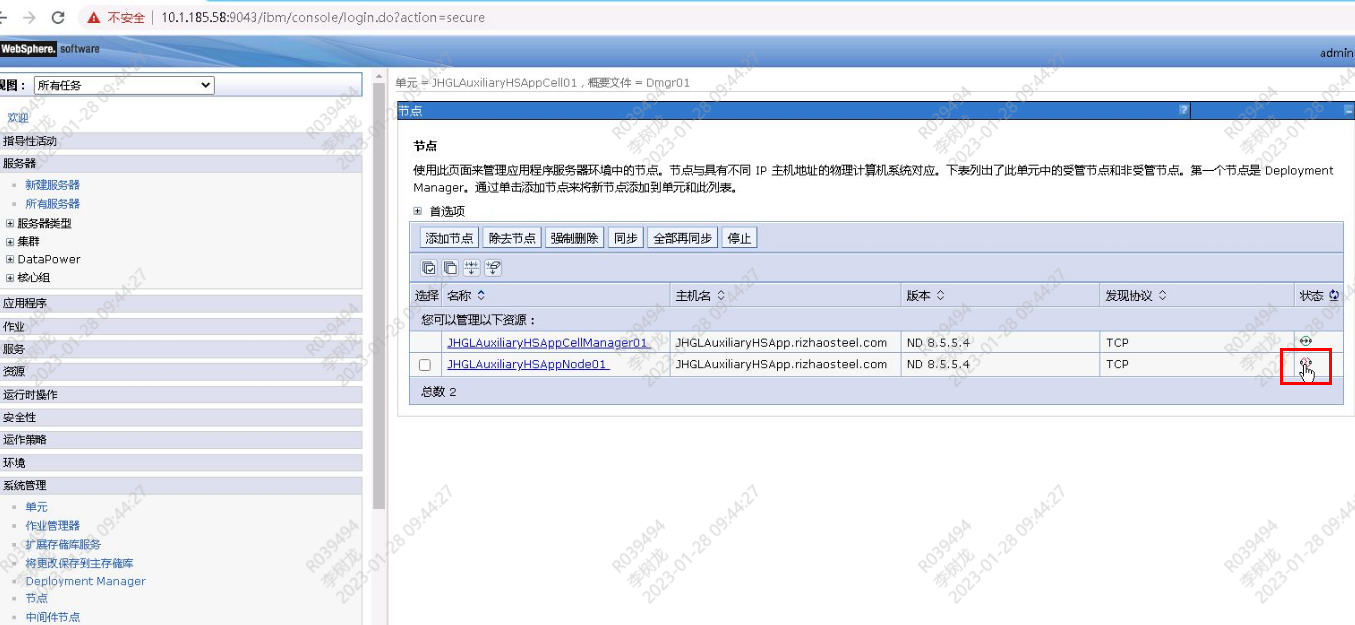 不安全 10.1.185.58:9043/ibm/console/login.do?action=secure
WebSphere. software
admin
视图： 所有任务
欢迎
指导性活动
服务器
新建服务器
所有服务器
服务器类型
集群
DataPower
核心组
应用程序
作业
服务
资源
运行时操作
安全性
运作策略
环境
系统管理
单元
作业管理器
扩展存储库服务
将更改保存到主存储库
Deployment Manager
节点
中间件节点
单元 = JHGLAuxiliaryHSAppCell01，概要文件 = Dmgr01
节点 ?
节点
使用此页面来管理应用程序服务器环境中的节点。节点与具有不同 IP 主机地址的物理计算机系统对应。下表列出了此单元中的受管节点和非受管节点。第一个节点是 Deployment
Manager。通过单击添加节点来将新节点添加到单元和此列表。
首选项
添加节点 除去节点 强制删除 同步 全部再同步 停止
选择 名称 主机名 版本 发现协议 状态
您可以管理以下资源：
JHGLAuxiliaryHSAppCellManager01 JHGLAuxiliaryHSApp.rizhaosteel.com ND 8.5.5.4 TCP
JHGLAuxiliaryHSAppNode01 JHGLAuxiliaryHSApp.rizhaosteel.com ND 8.5.5.4 TCP
总数 2
R039494
李树龙
2023-01-28 09:44:27